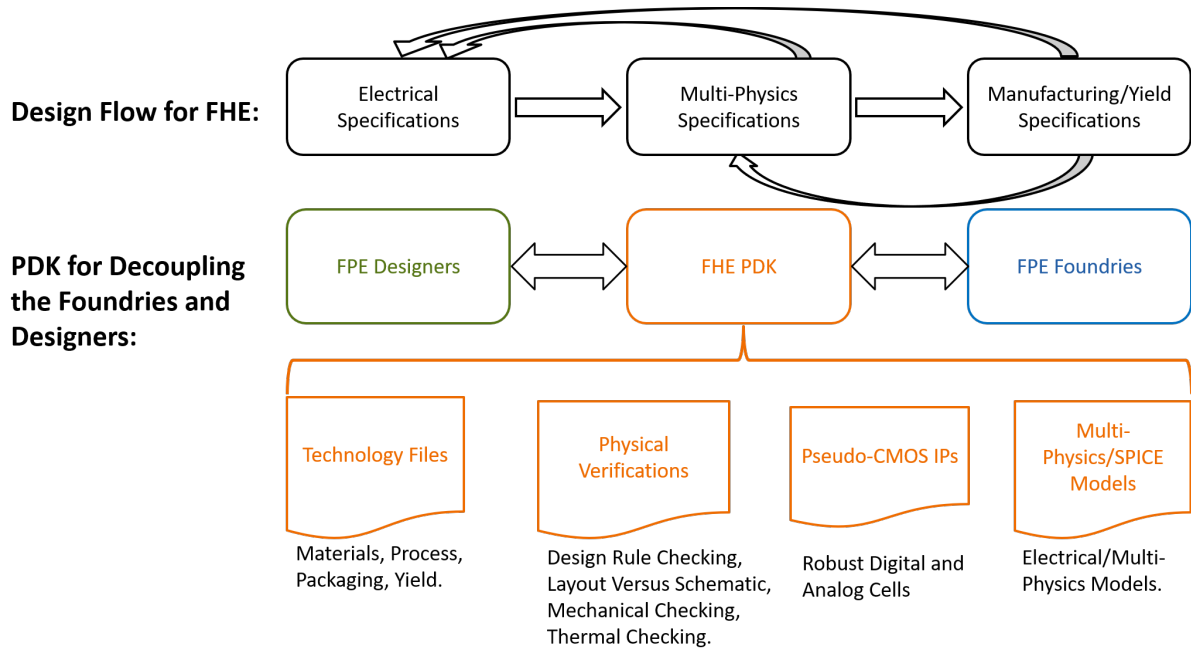 Design Flow for FHE:
Electrical
Specifications
Multi-Physics
Specifications
Manufacturing/Yield
Specifications
PDK for Decoupling
the Foundries and
Designers:
FPE Designers
FHE PDK
FPE Foundries
Technology Files
Materials, Process,
Packaging, Yield.
Physical
Verifications
Design Rule Checking,
Layout Versus Schematic,
Mechanical Checking,
Thermal Checking.
Pseudo-CMOS IPs
Robust Digital and
Analog Cells
Multi-
Physics/SPICE
Models
Electrical/Multi-
Physics Models.